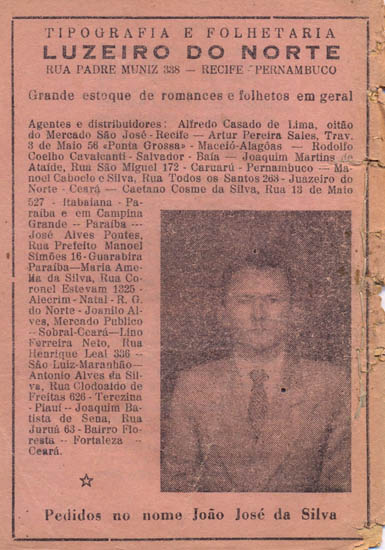 TIPOGRAFIA E FOLHETARIA
LUZEIRO DO NORTE
RUA PADRE MUNIZ 338 — RECIFE - PERNAMBUCO
Grande estoque de romances e folhetos em geral
Agentes e distribuidores: Alfredo Casado de Lima, oitão
do Mercado São José - Recife — Artur Pereira Sales, Trav.
3 de Maio 56 «Ponta Grossa» — Maceió-Alagôas — Rodolfo
Coelho Cavalcanti - Salvador - Baía — Joaquim Martins de
Ataíde, Rua São Miguel 172 - Caruarú - Pernambuco — Ma-
noel Caboclo e Silva, Rua Todos os Santos 263 - Juazeiro do
Norte - Ceará — Caetano Cosme da Silva, Rua 13 de Maio
527 - Itabaiana - Pa-
raíba e em Campina
Grande -- Paraíba —
José Alves Pontes,
Rua Prefeito Manoel
Simões 16 - Guarabira
Paraíba—Maria Ame-
lia da Silva, Rua Co-
ronel Estevam 1325 -
Alecrim - Natal - R. G.
do Norte - Joanilo Al-
ves, Mercado Publico
-- Sobral-Ceará—Lino
Ferreira Neto, Rua
Henrique Leal 336 --
São Luiz-Maranhão—
Antonio Alves da Sil-
va, Rua Clodoaldo de
Freitas 626 - Terezina
- Piauí -- Joaquim Ba-
tista de Sena, Rua
Juruá 63 - Bairro Flo-
resta -- Fortaleza --
Ceará.
Pedidos no nome João José da Silva